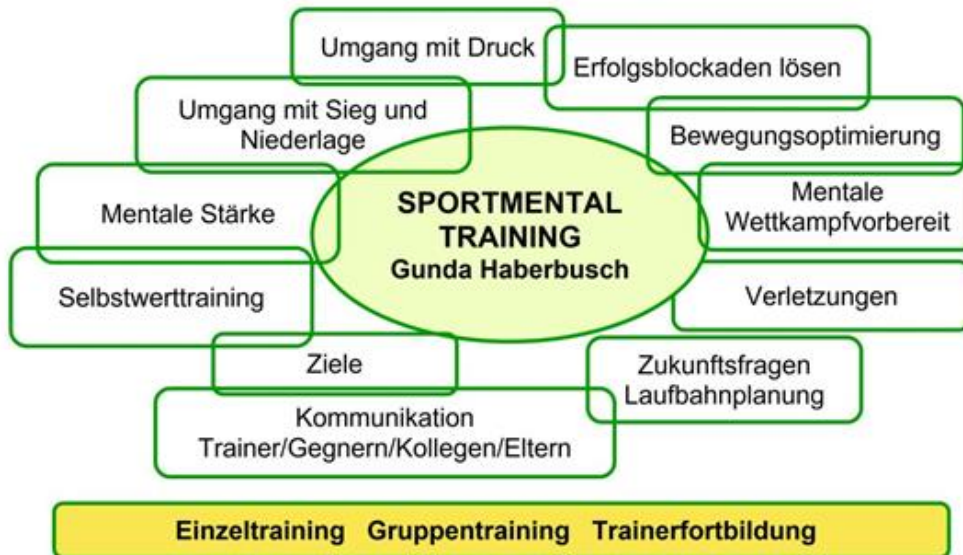 Umgang mit Druck
Erfolgsblockaden lösen
Umgang mit Sieg und
Niederlage
Bewegungsoptimierung
Mentale Stärke
SPORTMENTAL
TRAINING
Gunda Haberbusch
Mentale
Wettkampfvorbereit
Selbstwerttraining
Verletzungen
Ziele
Zukunftsfragen
Laufbahnplanung
Kommunikation
Trainer/Gegnern/Kollegen/Eltern
Einzeltraining Gruppentraining Trainerfortbildung